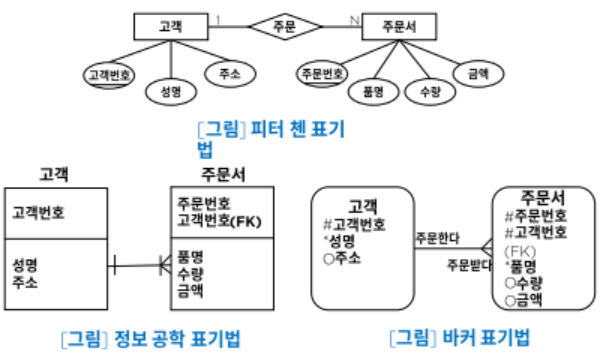 고객
1
주문
N
주문서
고객번호
성명
주소
주문번호
품명
수량
금액
[그림] 피터 첸 표기
법
고객
고객번호
성명
주소
주문서
주문번호
고객번호(FK)
품명
수량
금액
[그림] 정보 공학 표기법
고객
#고객번호
*성명
○주소
주문한다
주문받다
주문서
#주문번호
#고객번호
(FK)
*품명
○수량
○금액
[그림] 바커 표기법